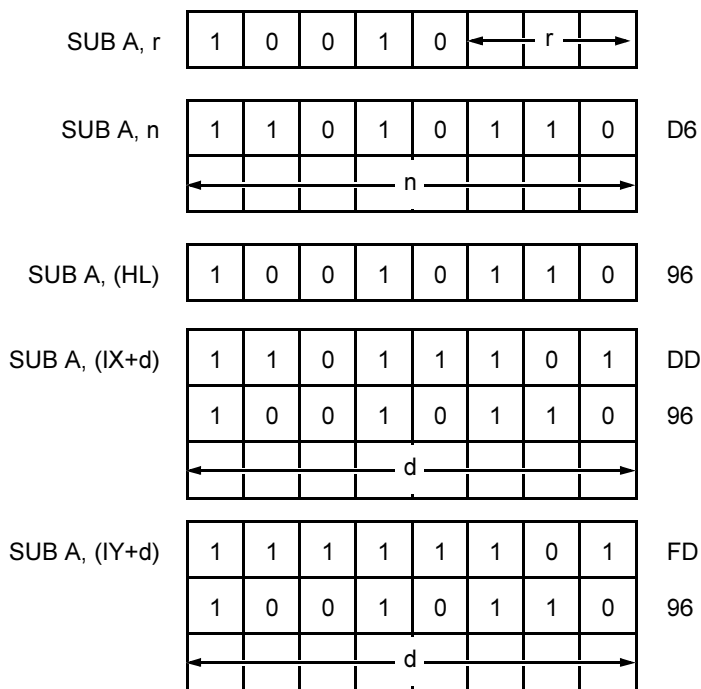 SUB A, r 1 0 0 1 0 r
SUB A, n 1 1 0 1 0 1 1 0 D6
n
SUB A, (HL) 1 0 0 1 0 1 1 0 96
SUB A, (IX+d) 1 1 0 1 1 1 0 1 DD
1 0 0 1 0 1 1 0 96
d
SUB A, (IY+d) 1 1 1 1 1 1 0 1 FD
1 0 0 1 0 1 1 0 96
d